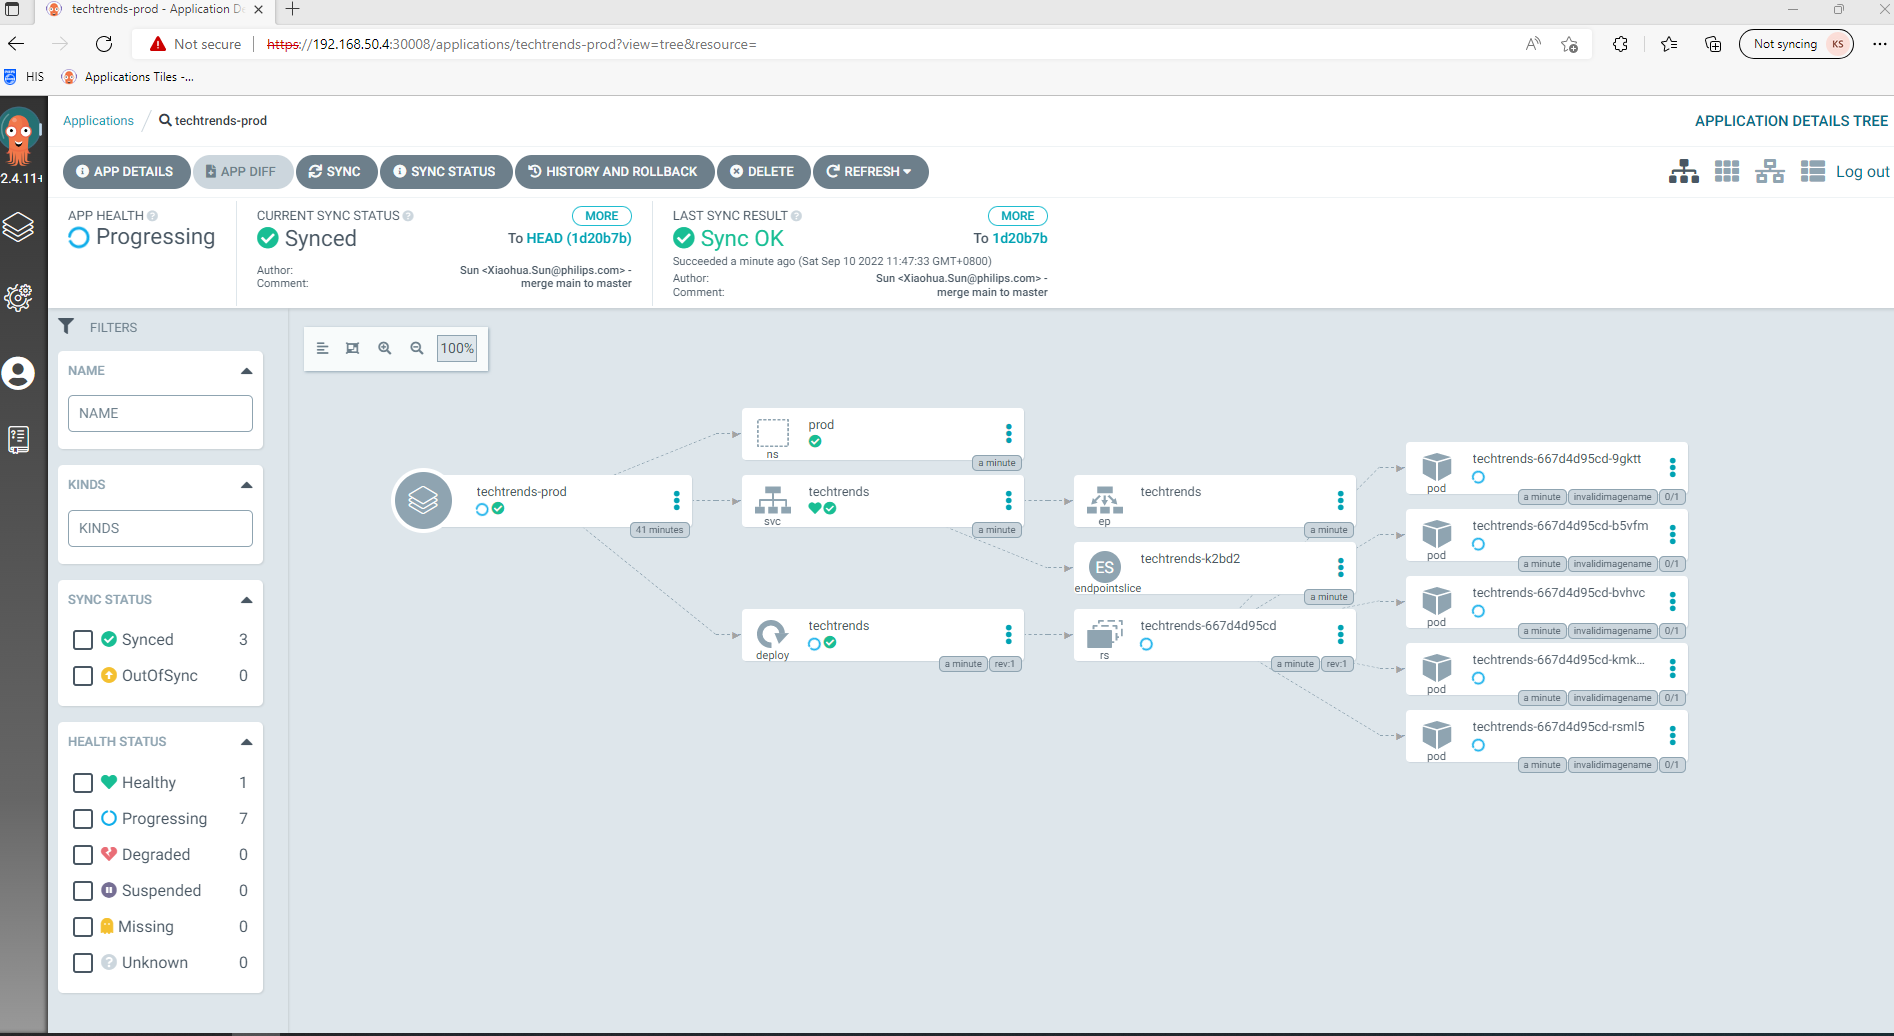 techtrends-prod - Application De
Not secure
https://192.168.50.4:30008/applications/techtrends-prod?view=tree&resource=
A
Not syncing
KS
HIS
Applications Tiles -...
2.4.11+
Applications / techtrends-prod
APPLICATION DETAILS TREE
APP DETAILS
APP DIFF
SYNC
SYNC STATUS
HISTORY AND ROLLBACK
DELETE
REFRESH
Log out
APP HEALTH
Progressing
CURRENT SYNC STATUS
MORE
Synced
To HEAD (1d20b7b)
Author:
Sun <Xiaohua.Sun@philips.com> -
Comment:
merge main to master
LAST SYNC RESULT
MORE
Sync OK
To 1d20b7b
Succeeded a minute ago (Sat Sep 10 2022 11:47:33 GMT+0800)
Author:
Sun <Xiaohua.Sun@philips.com> -
Comment:
merge main to master
FILTERS
NAME
NAME
KINDS
KINDS
SYNC STATUS
Synced 3
OutOfSync 0
HEALTH STATUS
Healthy 1
Progressing 7
Degraded 0
Suspended 0
Missing 0
Unknown 0
100%
techtrends-prod
41 minutes
prod
ns
a minute
techtrends
svc
a minute
techtrends
deploy
a minute rev:1
techtrends
ep
a minute
ES
techtrends-k2bd2
endpointslice
a minute
techtrends-667d4d95cd
rs
a minute rev:1
techtrends-667d4d95cd-9gktt
pod
a minute invalidimagename 0/1
techtrends-667d4d95cd-b5vfm
pod
a minute invalidimagename 0/1
techtrends-667d4d95cd-bvhvc
pod
a minute invalidimagename 0/1
techtrends-667d4d95cd-kmk...
pod
a minute invalidimagename 0/1
techtrends-667d4d95cd-rsml5
pod
a minute invalidimagename 0/1